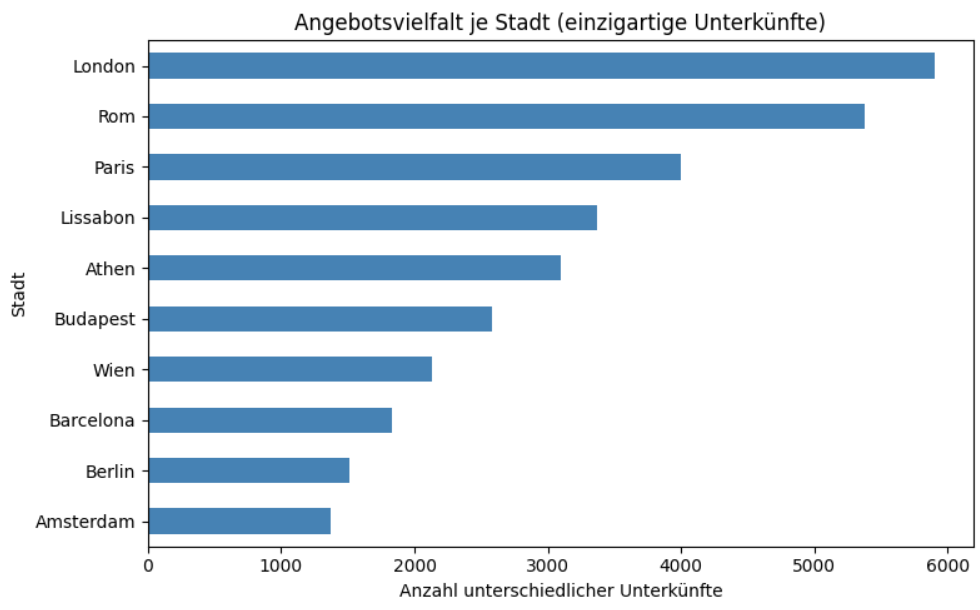 Angebotsvielfalt je Stadt (einzigartige Unterkünfte)
Stadt
London
Rom
Paris
Lissabon
Athen
Budapest
Wien
Barcelona
Berlin
Amsterdam
0 1000 2000 3000 4000 5000 6000
Anzahl unterschiedlicher Unterkünfte